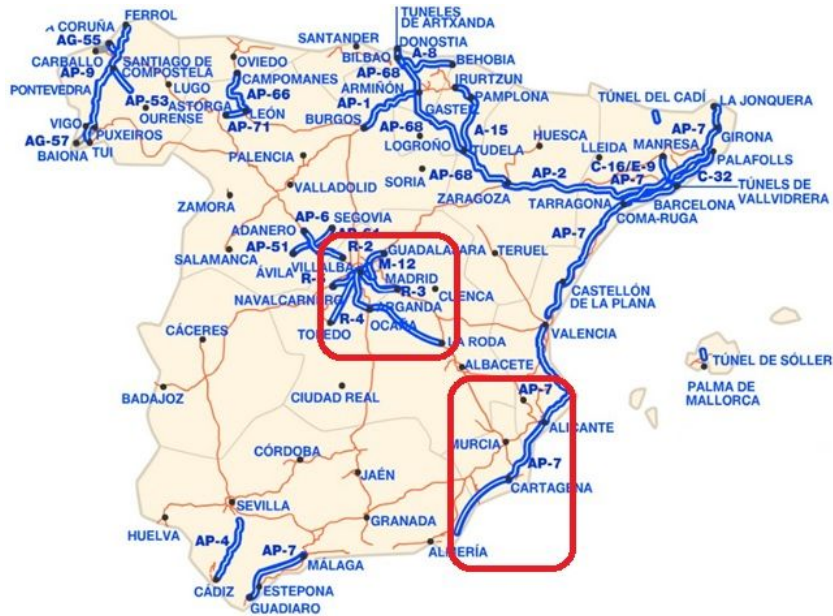 TUNELES
DE ARTXANDA
FERROL
A CORUÑA
AG-55
CARBALLO
AP-9
SANTIAGO DE
COMPOSTELA
LUGO
PONTEVEDRA
AP-53
OURENSE
VIGO
PUXEIROS
AG-57
BAIONA
TUI
OVIEDO
CAMPOMANES
AP-66
ASTORGA
LEÓN
AP-71
SANTANDER
BILBAO
DONOSTIA
A-8
BEHOBIA
AP-68
IRURTZUN
ARMIÑÓN
PAMPLONA
AP-1
GASTEIZ
BURGOS
AP-68
A-15
LOGROÑO
TUDELA
PALENCIA
SORIA
AP-68
VALLADOLID
ZARAGOZA
ZAMORA
HUESCA
TÚNEL DEL CADÍ
LA JONQUERA
AP-7
GIRONA
LLEIDA
MANRESA
PALAFOLLS
C-16/E-9
AP-2
AP-7
C-32
TÚNELS DE
VALLVIDRERA
TARRAGONA
BARCELONA
COMA-RUGA
AP-7
ADANERO
AP-6
SEGOVIA
AP-61
AP-51
R-2
GUADALAJARA
SALAMANCA
ÁVILA
VILLALBA
M-12
MADRID
R-5
R-3
TERUEL
CUENCA
NAVALCARNERO
ARGANDA
CASTELLÓN
DE LA PLANA
R-4
OCAÑA
TOLEDO
LA RODA
VALENCIA
CÁCERES
ALBACETE
TÚNEL DE SÓLLER
PALMA DE
MALLORCA
BADAJOZ
CIUDAD REAL
AP-7
ALICANTE
MURCIA
AP-7
CÓRDOBA
JAÉN
CARTAGENA
SEVILLA
HUELVA
GRANADA
AP-4
AP-7
ALMERÍA
MÁLAGA
CÁDIZ
ESTEPONA
GUADIARO